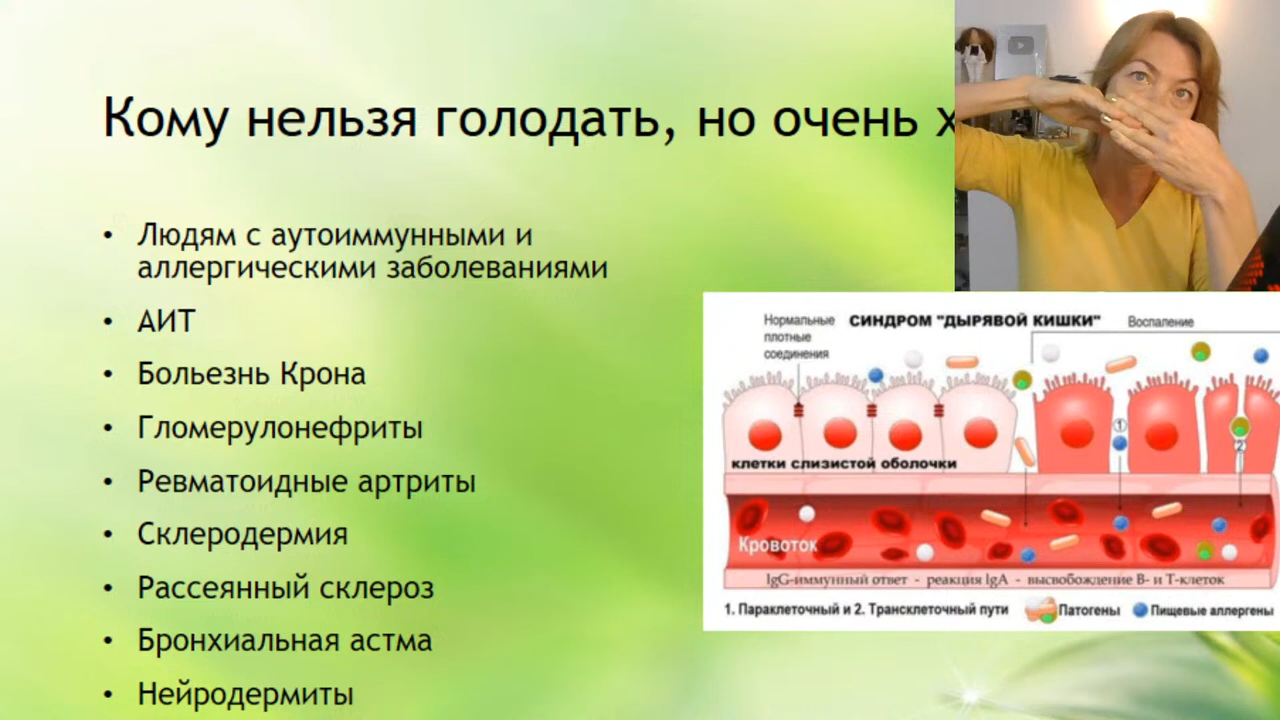 Кому нельзя голодать, но очень х
• Людям с аутоиммунными и
аллергическими заболеваниями
• АИТ
• Больезнь Крона
• Гломерулонефриты
• Ревматоидные артриты
• Склеродермия
• Рассеянный склероз
• Бронхиальная астма
• Нейродермиты
Нормальные
плотные
соединения
СИНДРОМ "ДЫРЯВОЙ КИШКИ"
Воспаление
1
2
клетки слизистой оболочки
Кровоток
IgG-иммунный ответ - реакция IgA - высвобождение В- и Т-клеток
1. Параклеточный и 2. Трансклеточный пути
Патогены
Пищевые аллергены